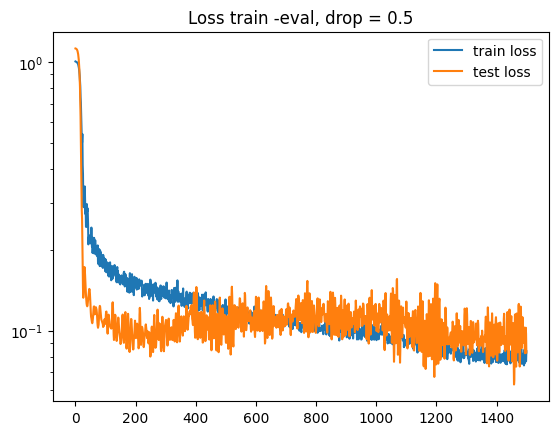 Loss train -eval, drop = 0.5
train loss
test loss
10⁰
10⁻¹
0 200 400 600 800 1000 1200 1400